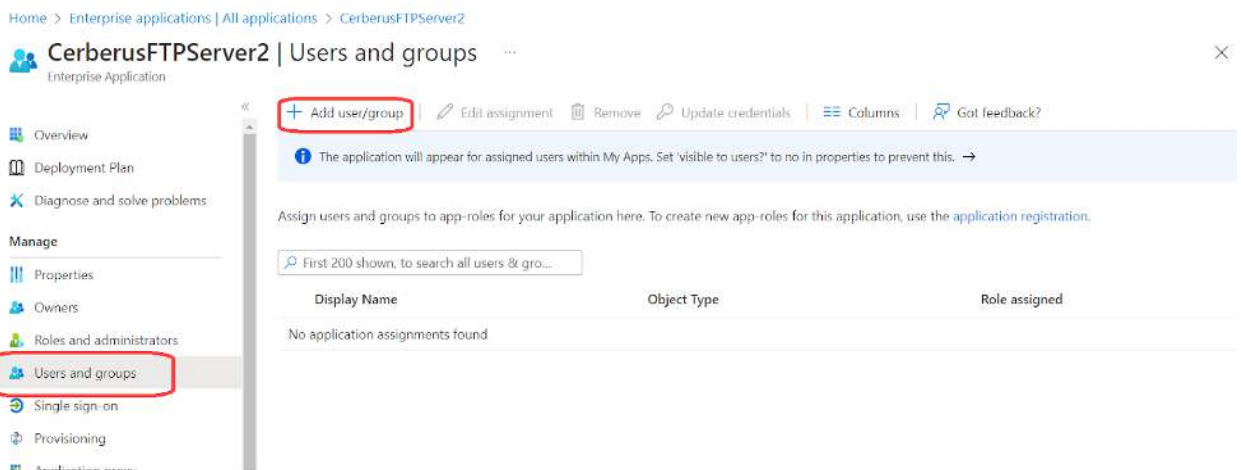 Home > Enterprise applications | All applications > CerberusFTPServer2
CerberusFTPServer2 | Users and groups ...
Enterprise Application
«
+ Add user/group Edit assignment Remove Update credentials Columns Got feedback?
Overview
Deployment Plan
Diagnose and solve problems
Manage
Properties
Owners
Roles and administrators
Users and groups
Single sign-on
Provisioning
Application proxy
The application will appear for assigned users within My Apps. Set 'visible to users?' to no in properties to prevent this. →
Assign users and groups to app-roles for your application here. To create new app-roles for this application, use the application registration.
First 200 shown, to search all users & gro...
Display Name Object Type Role assigned
No application assignments found